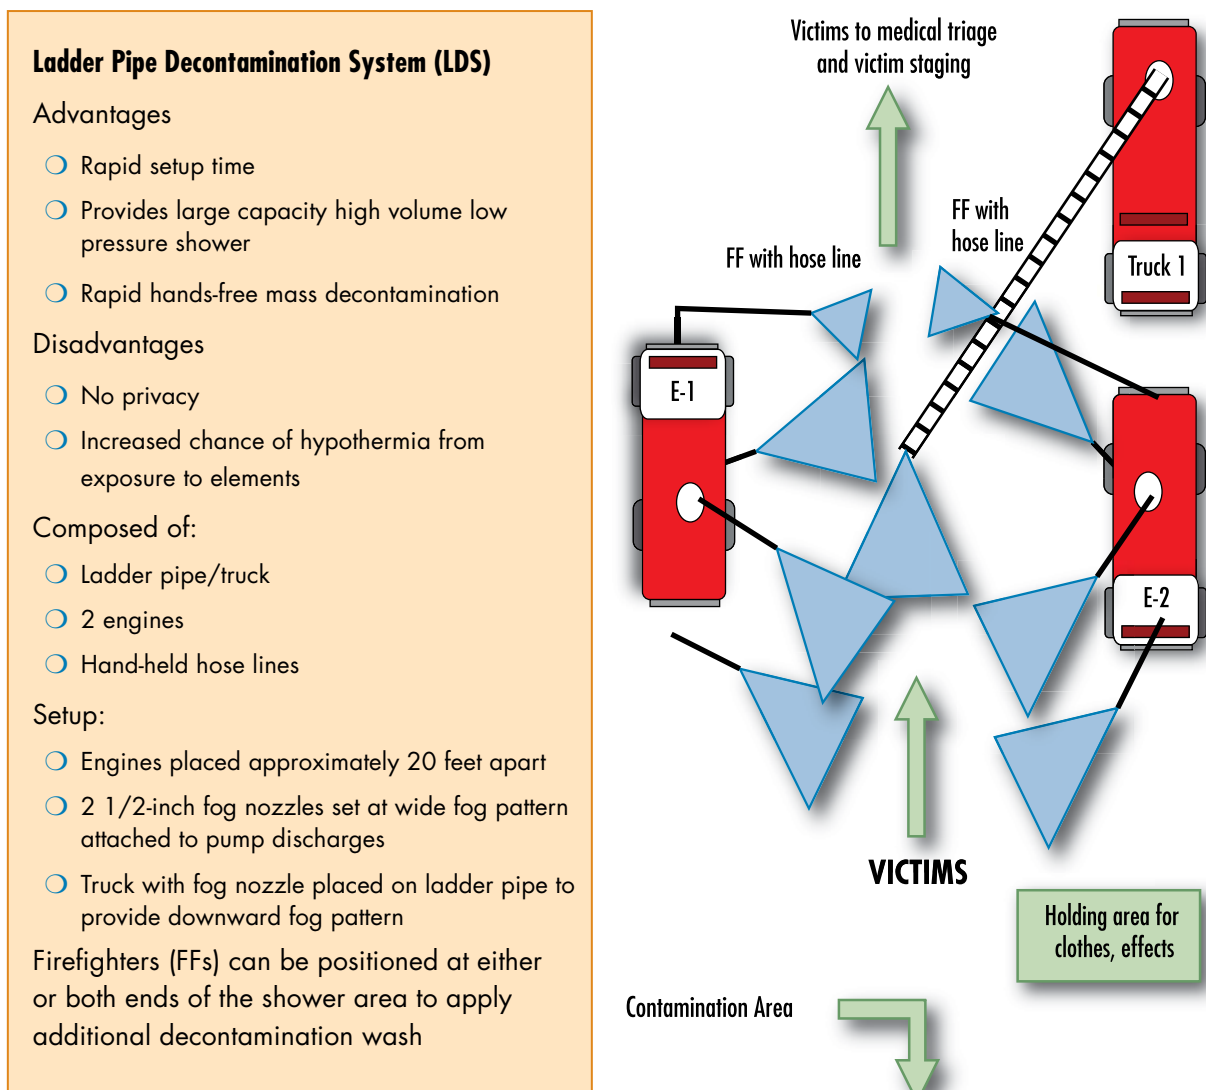 Ladder Pipe Decontamination System (LDS)
Advantages
Rapid setup time
Provides large capacity high volume low
pressure shower
Rapid hands-free mass decontamination
Disadvantages
No privacy
Increased chance of hypothermia from
exposure to elements
Composed of:
Ladder pipe/truck
2 engines
Hand-held hose lines
Setup:
Engines placed approximately 20 feet apart
2 1/2-inch fog nozzles set at wide fog pattern
attached to pump discharges
Truck with fog nozzle placed on ladder pipe to
provide downward fog pattern
Firefighters (FFs) can be positioned at either
or both ends of the shower area to apply
additional decontamination wash
Victims to medical triage
and victim staging
FF with
hose line
FF with hose line
Truck 1
E-1
E-2
VICTIMS
Holding area for
clothes, effects
Contamination Area